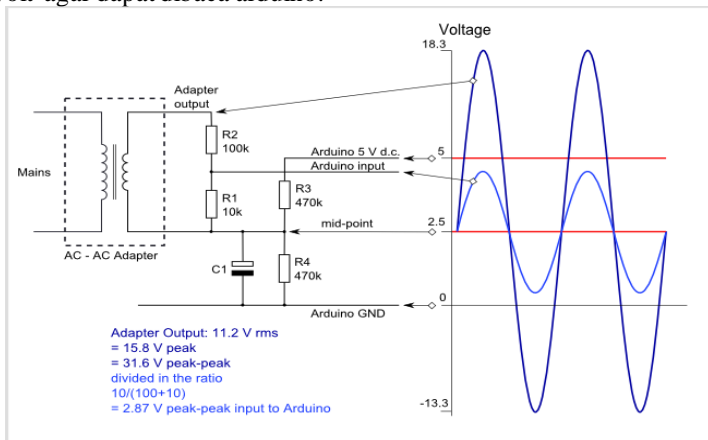 Voltage
18.3
Adapter
output
R2
100k
Arduino 5 V d.c.
5
Arduino input
Mains
R1
10k
R3
470k
mid-point
2.5
AC - AC Adapter
C1
R4
470k
0
Arduino GND
Adapter Output: 11.2 V rms
= 15.8 V peak
= 31.6 V peak-peak
divided in the ratio
10/(100+10)
= 2.87 V peak-peak input to Arduino
-13.3